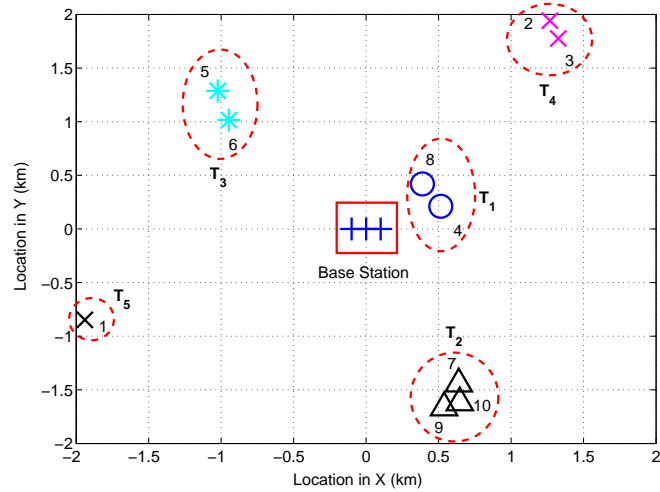 2
1.5
1
0.5
0
−0.5
−1
−1.5
−2
Location in Y (km)
2
3
T4
5
6
T3
8
T1
4
Base Station
T5
1
T2
7
10
9
−2 −1.5 −1 −0.5 0 0.5 1 1.5 2
Location in X (km)